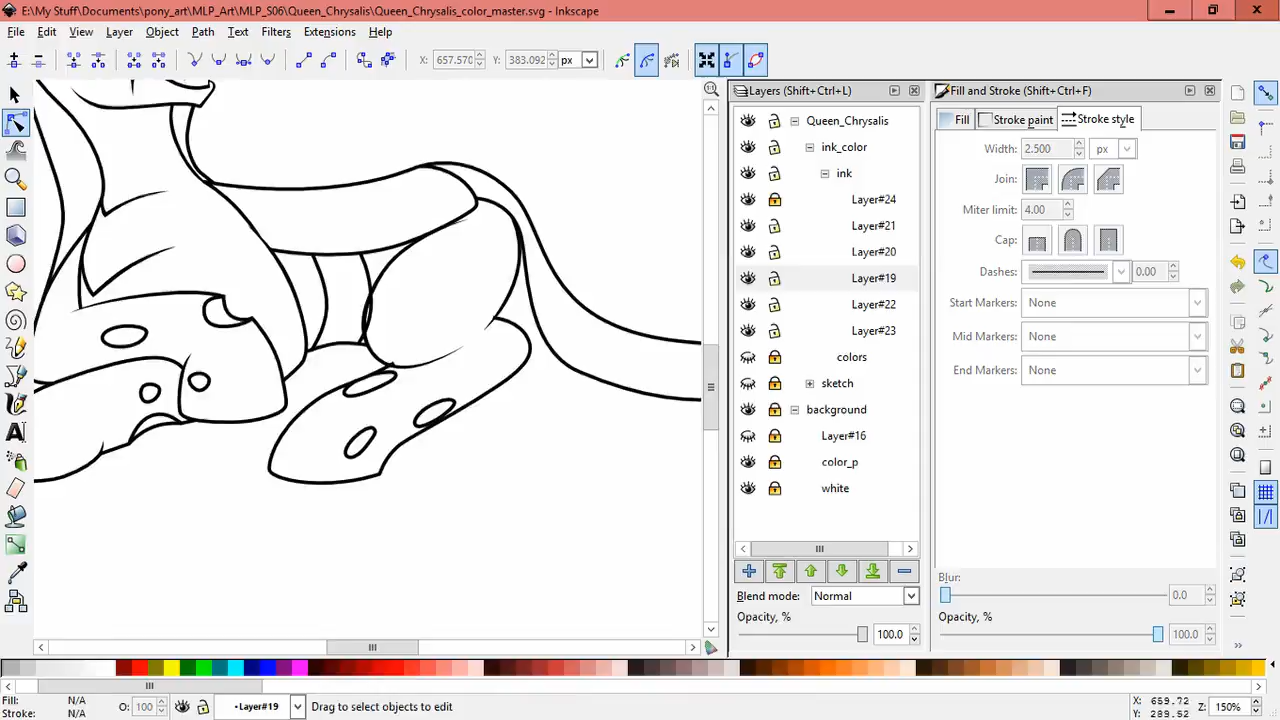 E:\My Stuff\Documents\pony_art\MLP_Art\MLP_S06\Queen_Chrysalis\Queen_Chrysalis_color_master.svg - Inkscape
File Edit View Layer Object Path Filters Text Extensions Help
X: 657.570 Y: 383.092 px
Layers (Shift+Ctrl+L)
Queen_Chrysalis
ink_color
ink
Layer#24
Layer#21
Layer#20
Layer#19
Layer#22
Layer#23
colors
sketch
background
Layer#16
color_p
white
Blend mode: Normal
Opacity, %
100.0
Fill and Stroke (Shift+Ctrl+F)
Fill Stroke paint Stroke style
Width: 2.500 px
Join:
Miter limit: 4.00
Cap:
Dashes: 0.00
Start Markers: None
Mid Markers: None
End Markers: None
Blur:
0.0
Opacity, %
100.0
Fill: N/A
Stroke: N/A
O: 100
•Layer#19
Drag to select objects to edit
X: 659.72
Y: 289.52
Z: 150%